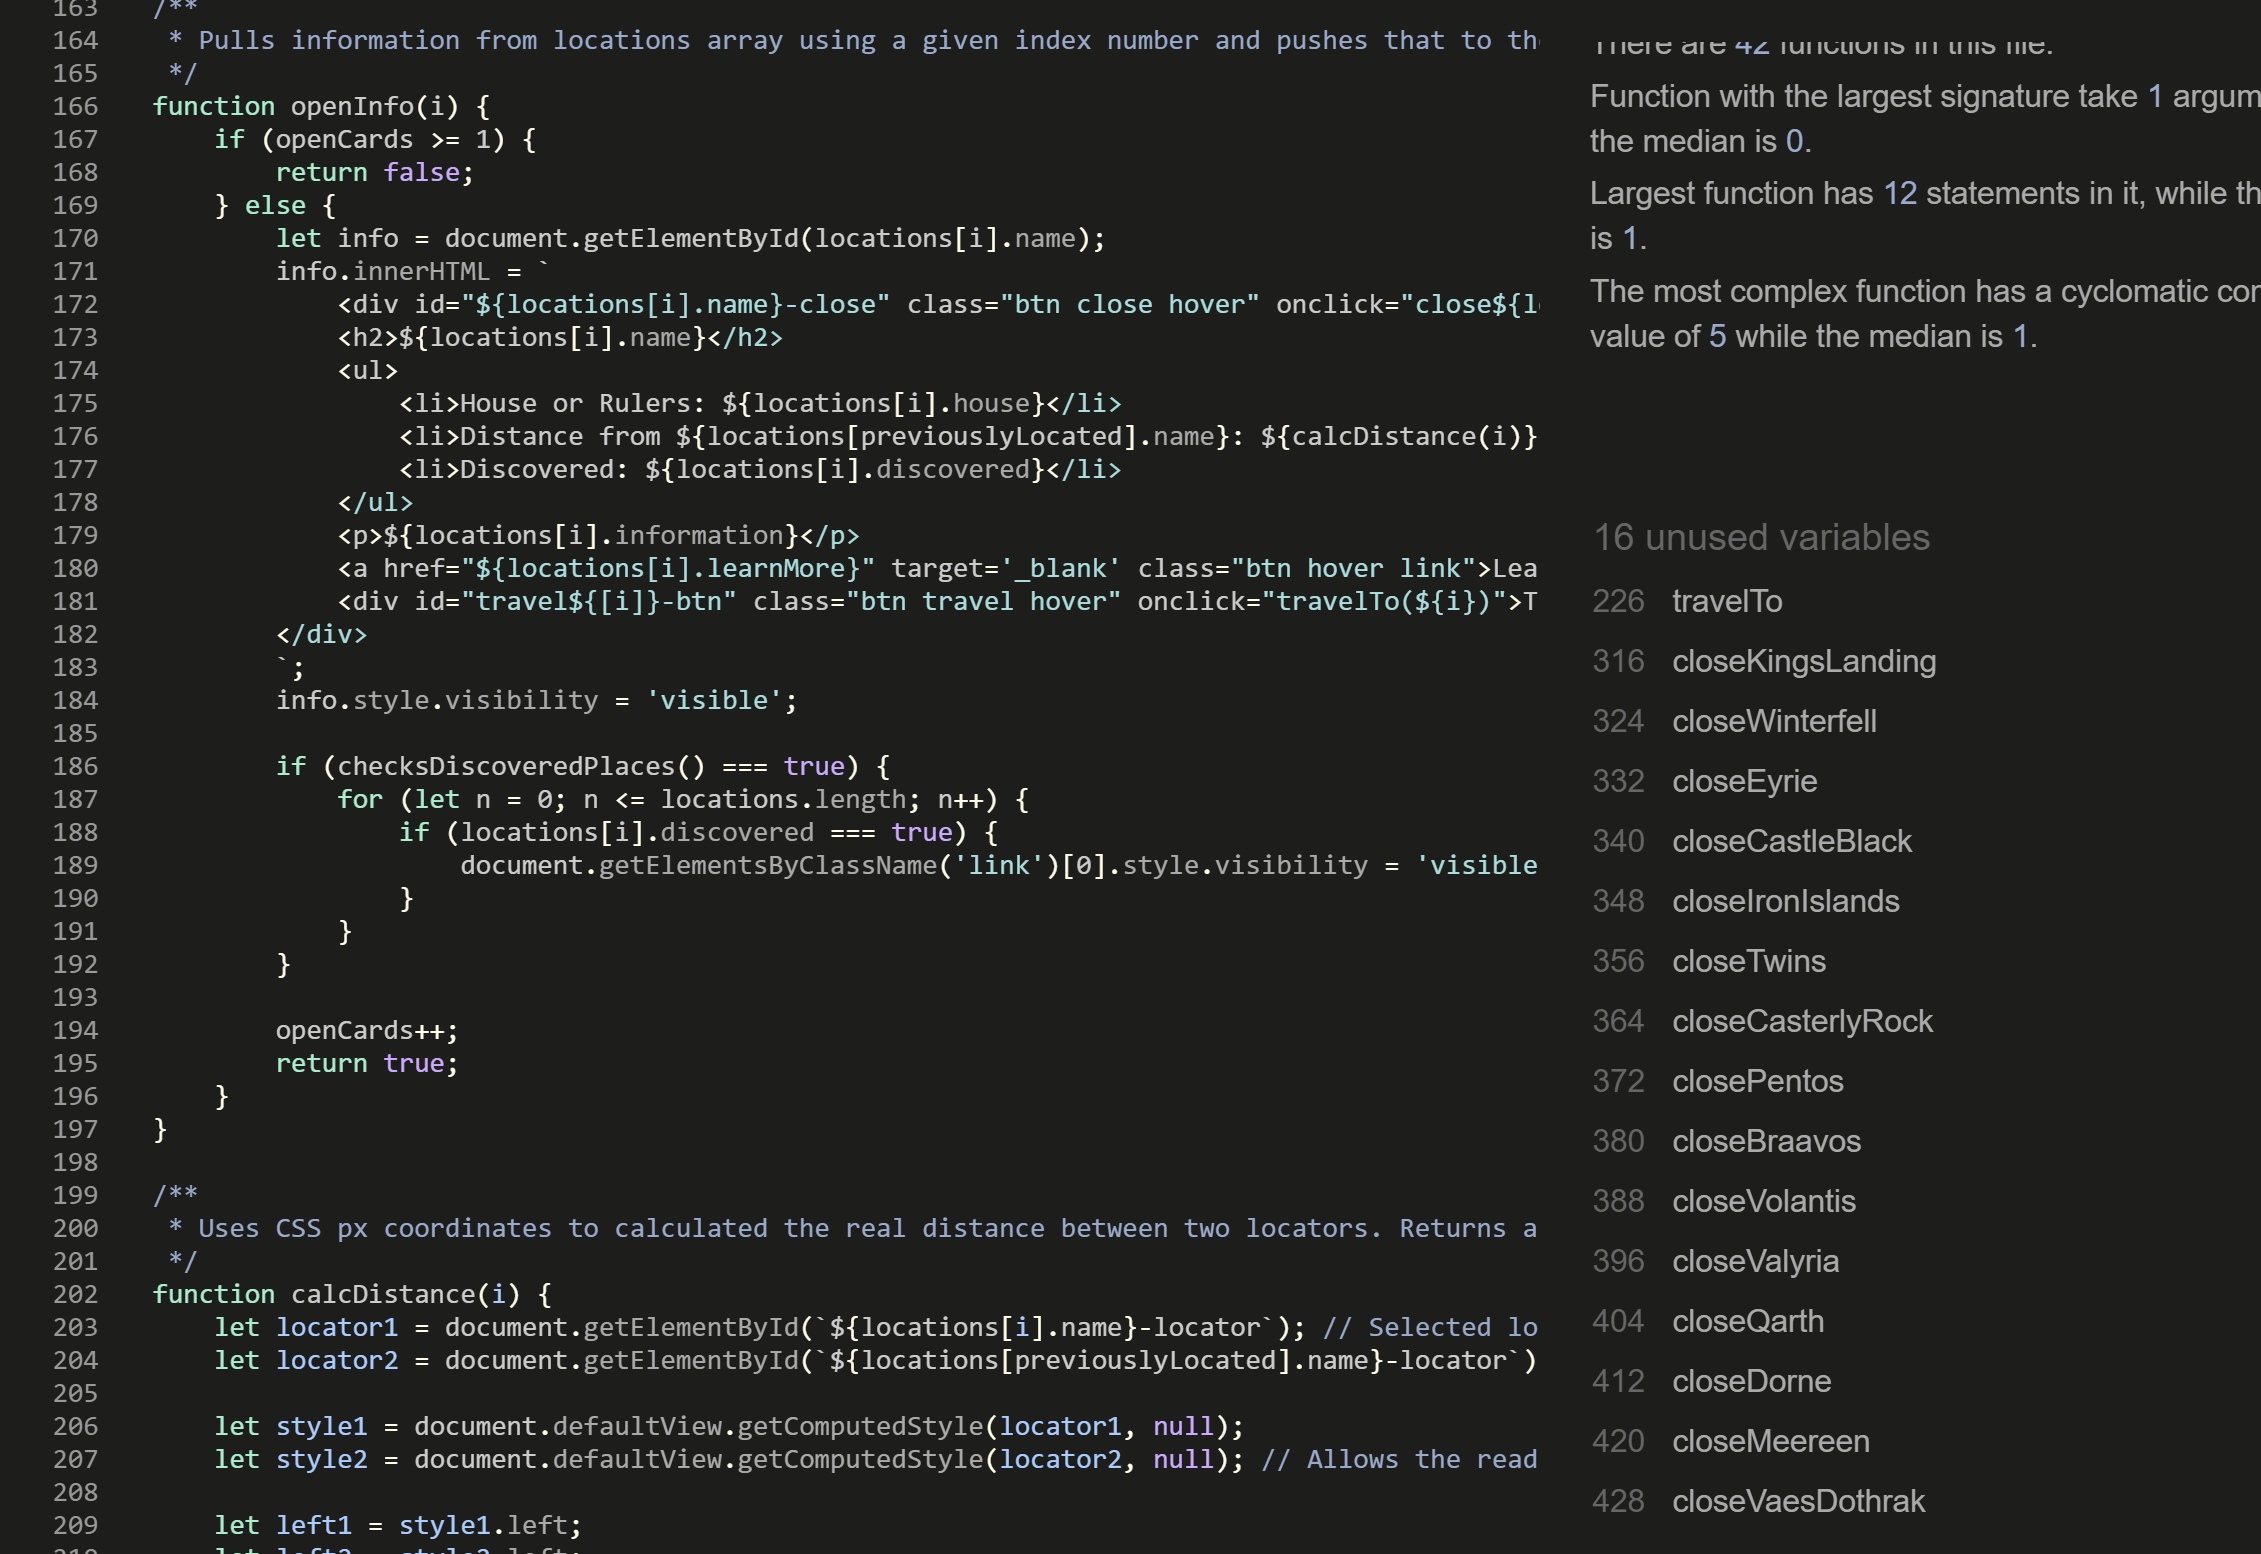 163 /**
164 * Pulls information from locations array using a given index number and pushes that to the
165 */
166 function openInfo(i) {
167 if (openCards >= 1) {
168 return false;
169 } else {
170 let info = document.getElementById(locations[i].name);
171 info.innerHTML = `
172 <div id="${locations[i].name}-close" class="btn close hover" onclick="close${l
173 <h2>${locations[i].name}</h2>
174 <ul>
175 <li>House or Rulers: ${locations[i].house}</li>
176 <li>Distance from ${locations[previouslyLocated].name}: ${calcDistance(i)}
177 <li>Discovered: ${locations[i].discovered}</li>
178 </ul>
179 <p>${locations[i].information}</p>
180 <a href="${locations[i].learnMore}" target='_blank' class="btn hover link">Lea
181 <div id="travel${[i]}-btn" class="btn travel hover" onclick="travelTo(${i})">T
182 </div>
183 `;
184 info.style.visibility = 'visible';
185
186 if (checksDiscoveredPlaces() === true) {
187 for (let n = 0; n <= locations.length; n++) {
188 if (locations[i].discovered === true) {
189 document.getElementsByClassName('link')[0].style.visibility = 'visible
190 }
191 }
192 }
193
194 openCards++;
195 return true;
196 }
197 }
198
199 /**
200 * Uses CSS px coordinates to calculated the real distance between two locators. Returns a
201 */
202 function calcDistance(i) {
203 let locator1 = document.getElementById(`${locations[i].name}-locator`); // Selected lo
204 let locator2 = document.getElementById(`${locations[previouslyLocated].name}-locator`)
205
206 let style1 = document.defaultView.getComputedStyle(locator1, null);
207 let style2 = document.defaultView.getComputedStyle(locator2, null); // Allows the read
208
209 let left1 = style1.left;
210 let left2 = style2.left;
There are 42 functions in this file.
Function with the largest signature take 1 argum
the median is 0.
Largest function has 12 statements in it, while th
is 1.
The most complex function has a cyclomatic com
value of 5 while the median is 1.
16 unused variables
226 travelTo
316 closeKingsLanding
324 closeWinterfell
332 closeEyrie
340 closeCastleBlack
348 closeIronIslands
356 closeTwins
364 closeCasterlyRock
372 closePentos
380 closeBraavos
388 closeVolantis
396 closeValyria
404 closeQarth
412 closeDorne
420 closeMeereen
428 closeVaesDothrak